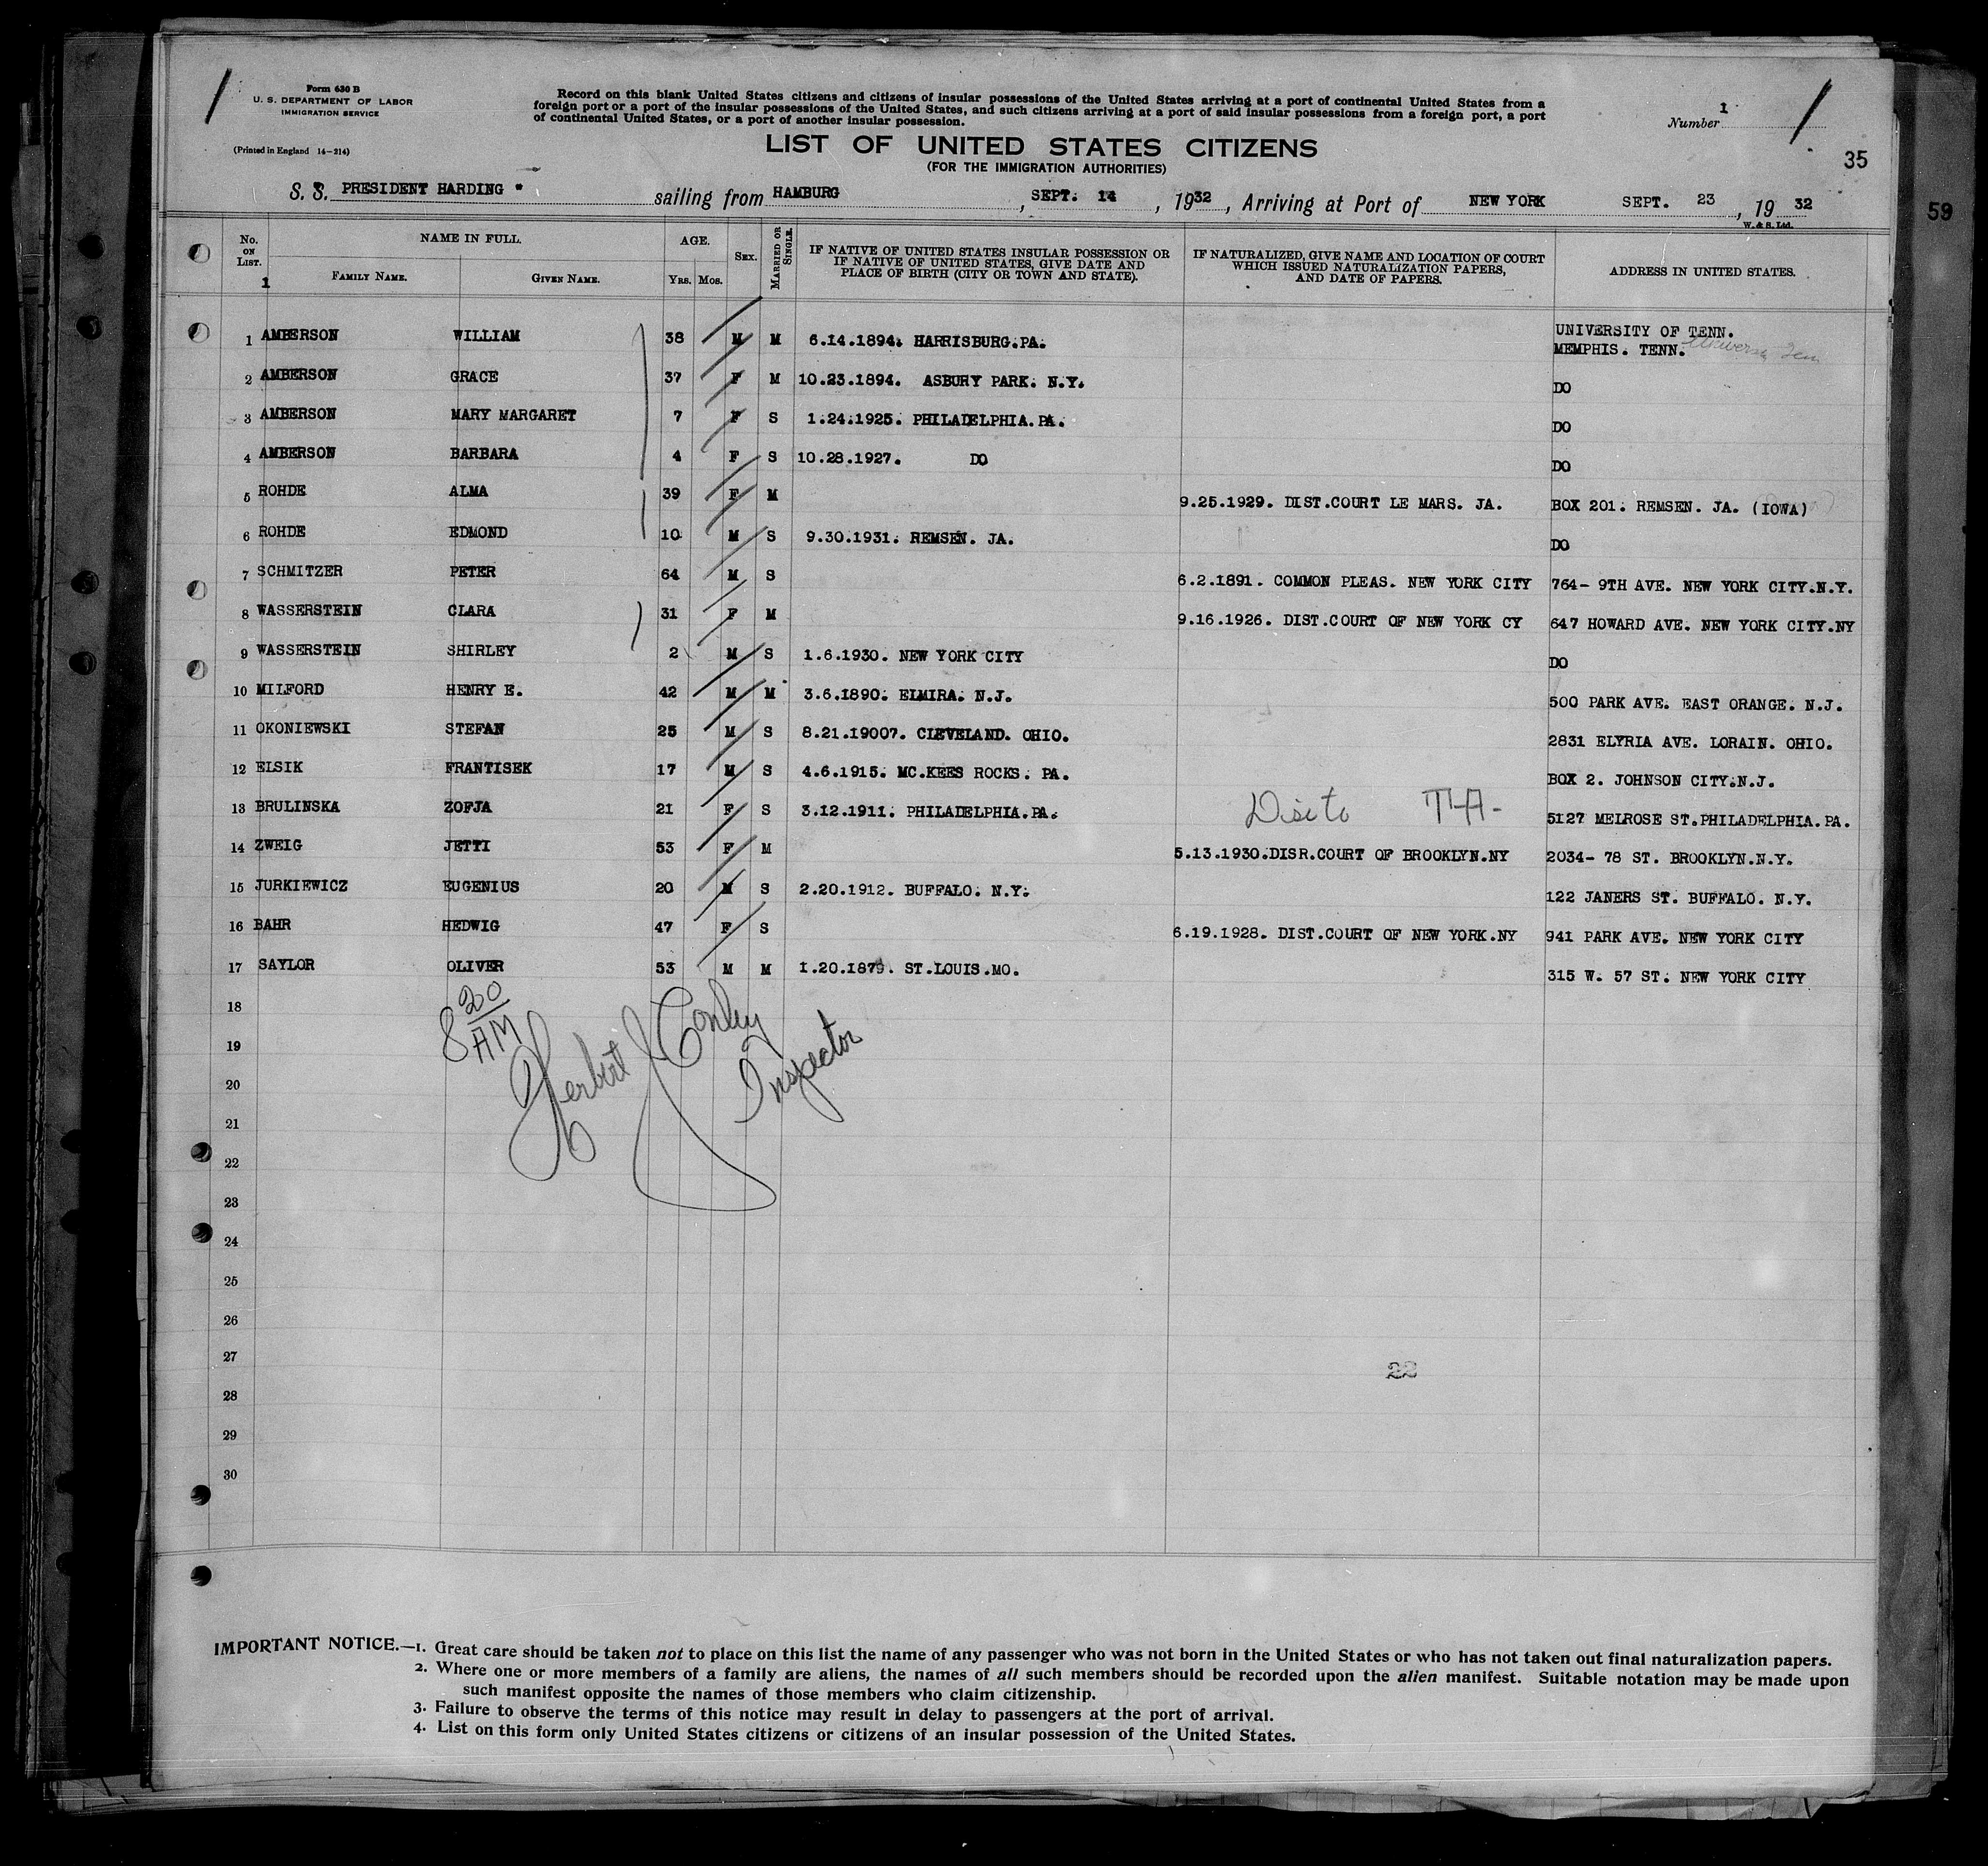 Form 630 B
U. S. DEPARTMENT OF LABOR
IMMIGRATION SERVICE
(Printed in England 14-214)
Record on this blank United States citizens and citizens of insular possessions of the United States arriving at a port of continental United States from a
foreign port or a port of the insular possessions of the United States, and such citizens arriving at a port of said insular possessions from a foreign port, a port
of continental United States, or a port of another insular possession.
Number 1
35
59
LIST OF UNITED STATES CITIZENS
(FOR THE IMMIGRATION AUTHORITIES)
S. S. PRESIDENT HARDING " sailing from HAMBURG, SEPT. 14, 1932, Arriving at Port of NEW YORK SEPT. 23, 1932
W. & S. Ltd.
No. ON LIST. NAME IN FULL. AGE. SEX. MARRIED OR SINGLE. IF NATIVE OF UNITED STATES INSULAR POSSESSION OR IF NATIVE OF UNITED STATES, GIVE DATE AND PLACE OF BIRTH (CITY OR TOWN AND STATE). IF NATURALIZED, GIVE NAME AND LOCATION OF COURT WHICH ISSUED NATURALIZATION PAPERS, AND DATE OF PAPERS. ADDRESS IN UNITED STATES.
1 FAMILY NAME. GIVEN NAME. YRS. MOS.
1 AMBERSON WILLIAM 38 M M 6.14.1894. HARRISBURG.PA. UNIVERSITY OF TENN.
MEMPHIS. TENN.
2 AMBERSON GRACE 37 F M 10.23.1894. ASBURY PARK. N.Y. DO
3 AMBERSON MARY MARGARET 7 F S 1.24.1925. PHILADELPHIA.PA. DO
4 AMBERSON BARBARA 4 F S 10.28.1927. DO DO
5 ROHDE ALMA 39 F M 9.25.1929. DIST.COURT LE MARS. JA. BOX 201. REMSEN. JA. (IOWA)
6 ROHDE EDMOND 10 M S 9.30.1931. REMSEN. JA. DO
7 SCHMITZER PETER 64 M S 6.2.1891. COMMON PLEAS. NEW YORK CITY 764- 9TH AVE. NEW YORK CITY.N.Y.
8 WASSERSTEIN CLARA 31 F M 9.16.1926. DIST.COURT OF NEW YORK CY 647 HOWARD AVE. NEW YORK CITY.NY
9 WASSERSTEIN SHIRLEY 2 M S 1.6.1930. NEW YORK CITY DO
10 MILFORD HENRY E. 42 M M 3.6.1890. ELMIRA. N.J. 500 PARK AVE. EAST ORANGE. N.J.
11 OKONIEWSKI STEFAN 25 M S 8.21.19007. CLEVELAND. OHIO. 2831 ELYRIA AVE. LORAIN. OHIO.
12 ELSIK FRANTISEK 17 M S 4.6.1915. MC.KEES ROCKS. PA. BOX 2. JOHNSON CITY.N.J.
13 BRULINSKA ZOFJA 21 F S 3.12.1911. PHILADELPHIA.PA. 5127 MELROSE ST.PHILADELPHIA.PA.
14 ZWEIG JETTI 53 F M 5.13.1930.DISR.COURT OF BROOKLYN.NY 2034- 78 ST. BROOKLYN.N.Y.
15 JURKIEWICZ EUGENIUS 20 M S 2.20.1912. BUFFALO. N.Y. 122 JANERS ST. BUFFALO. N.Y.
16 BAHR HEDWIG 47 F S 6.19.1928. DIST.COURT OF NEW YORK.NY 941 PARK AVE. NEW YORK CITY
17 SAYLOR OLIVER 53 M M 1.20.1879. ST.LOUIS.MO. 315 W. 57 ST. NEW YORK CITY
18
8 20 AM
Herbert J Conley
Inspector
19
20
21
22
23
24
25
26
27
22
28
29
30
IMPORTANT NOTICE.—1. Great care should be taken not to place on this list the name of any passenger who was not born in the United States or who has not taken out final naturalization papers.
2. Where one or more members of a family are aliens, the names of all such members should be recorded upon the alien manifest. Suitable notation may be made upon
such manifest opposite the names of those members who claim citizenship.
3. Failure to observe the terms of this notice may result in delay to passengers at the port of arrival.
4. List on this form only United States citizens or citizens of an insular possession of the United States.